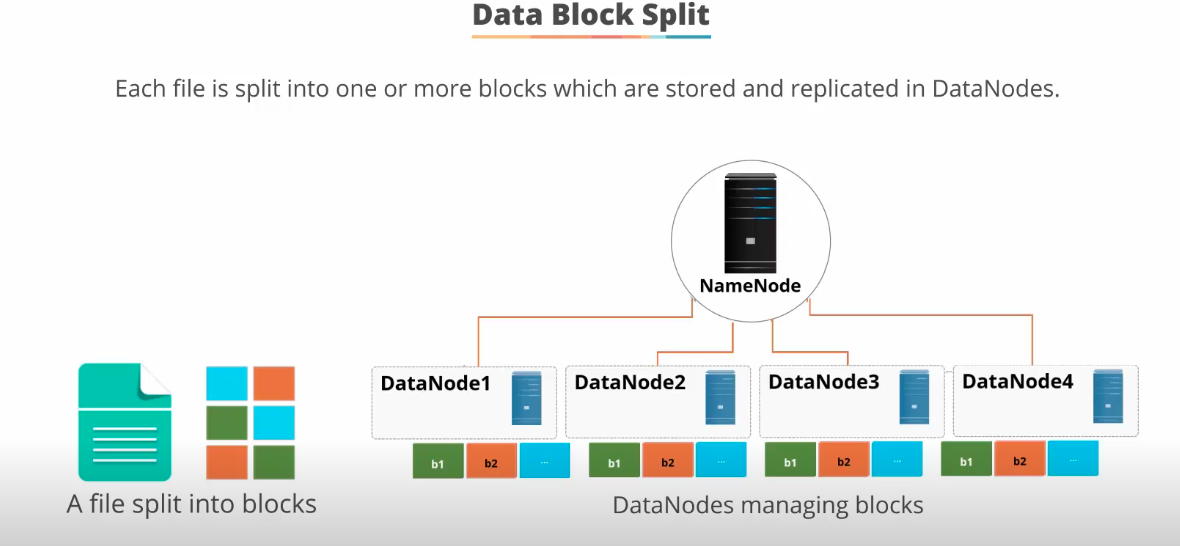 Data Block Split
Each file is split into one or more blocks which are stored and replicated in DataNodes.
NameNode
DataNode1
DataNode2
DataNode3
DataNode4
b1 b2 ...
b1 b2 ...
b1 b2 ...
b1 b2 ...
A file split into blocks
DataNodes managing blocks